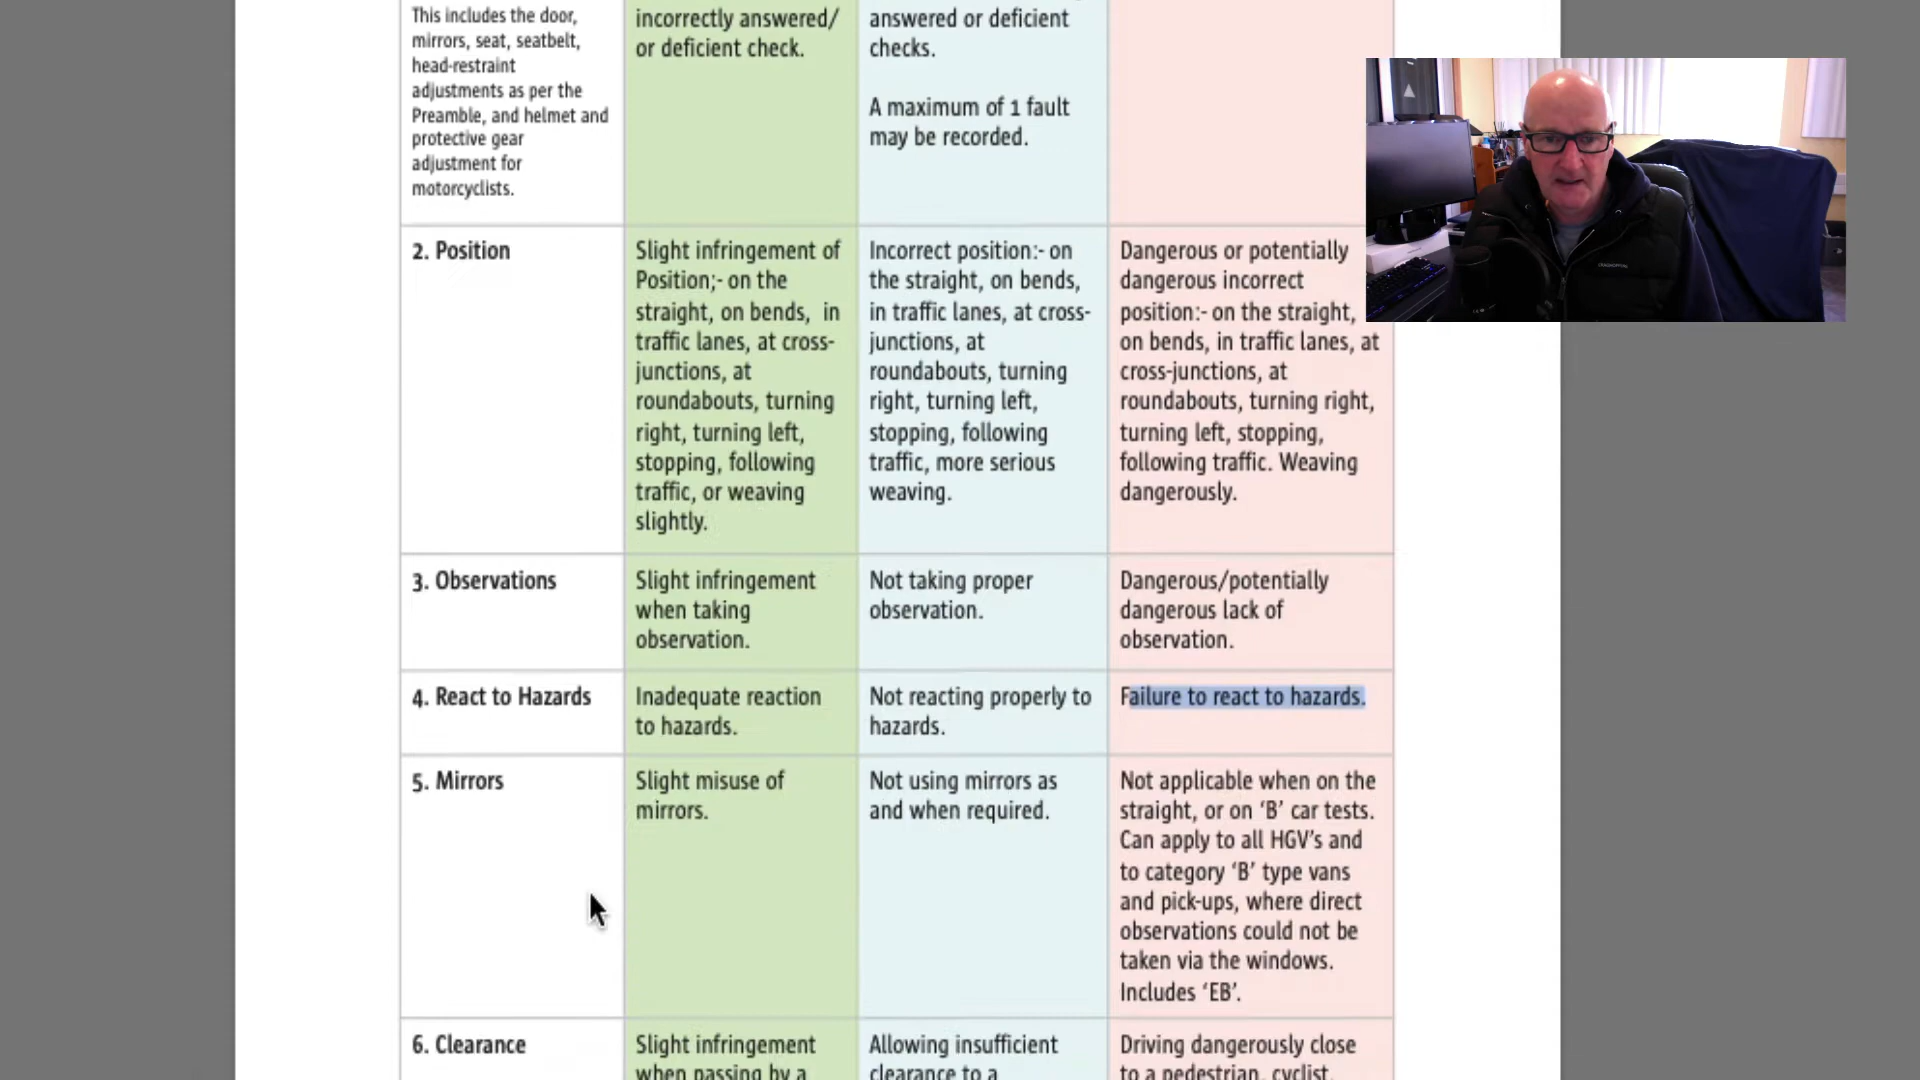 This includes the door,
mirrors, seat, seatbelt,
head-restraint
adjustments as per the
Preamble, and helmet and
protective gear
adjustment for
motorcyclists.
incorrectly answered/
or deficient check.
answered or deficient
checks.
A maximum of 1 fault
may be recorded.
2. Position
Slight infringement of
Position;- on the
straight, on bends, in
traffic lanes, at cross-
junctions, at
roundabouts, turning
right, turning left,
stopping, following
traffic, or weaving
slightly.
Incorrect position:- on
the straight, on bends,
in traffic lanes, at cross-
junctions, at
roundabouts, turning
right, turning left,
stopping, following
traffic, more serious
weaving.
Dangerous or potentially
dangerous incorrect
position:- on the straight,
on bends, in traffic lanes, at
cross-junctions, at
roundabouts, turning right,
turning left, stopping,
following traffic. Weaving
dangerously.
3. Observations
Slight infringement
when taking
observation.
Not taking proper
observation.
Dangerous/potentially
dangerous lack of
observation.
4. React to Hazards
Inadequate reaction
to hazards.
Not reacting properly to
hazards.
Failure to react to hazards.
5. Mirrors
Slight misuse of
mirrors.
Not using mirrors as
and when required.
Not applicable when on the
straight, or on ‘B’ car tests.
Can apply to all HGV’s and
to category ‘B’ type vans
and pick-ups, where direct
observations could not be
taken via the windows.
Includes ‘EB’.
6. Clearance
Slight infringement
when passing by a
Allowing insufficient
clearance to a
Driving dangerously close
to a pedestrian, cyclist,